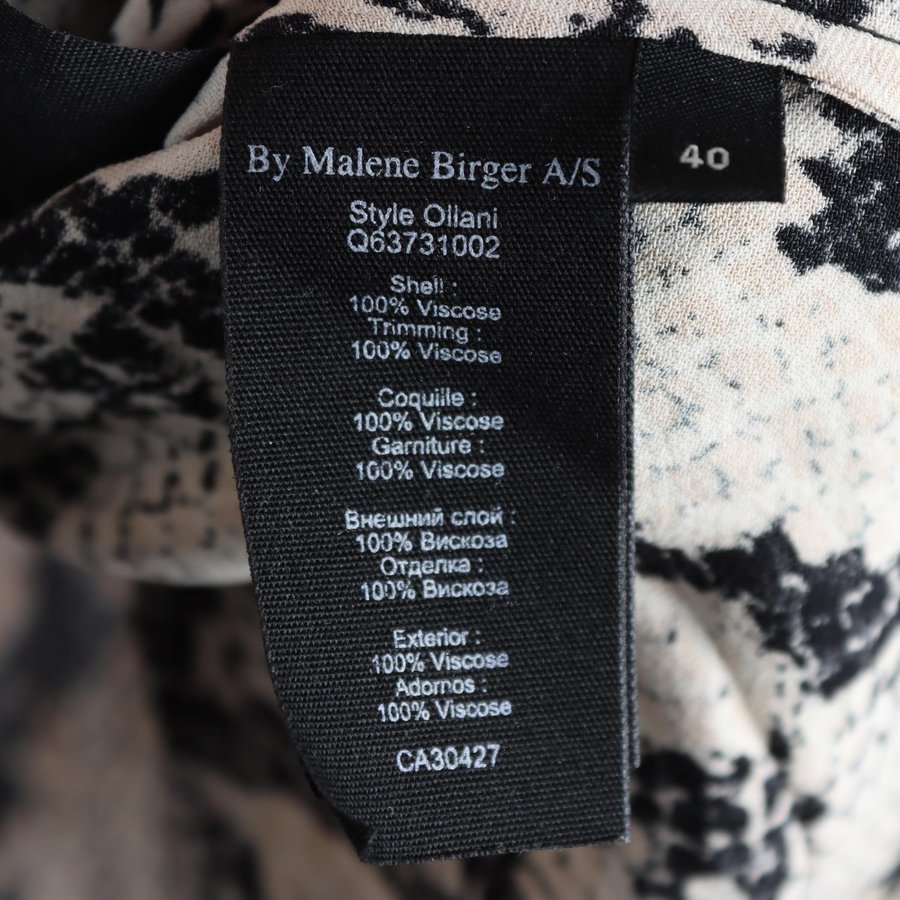 By Malene Birger A/S
40
Style Ollani
Q63731002
Shell :
100% Viscose
Trimming :
100% Viscose
Coquille :
100% Viscose
Garniture :
100% Viscose
Внешний слой :
100% Вискоза
Отделка :
100% Вискоза
Exterior :
100% Viscose
Adornos :
100% Viscose
CA30427